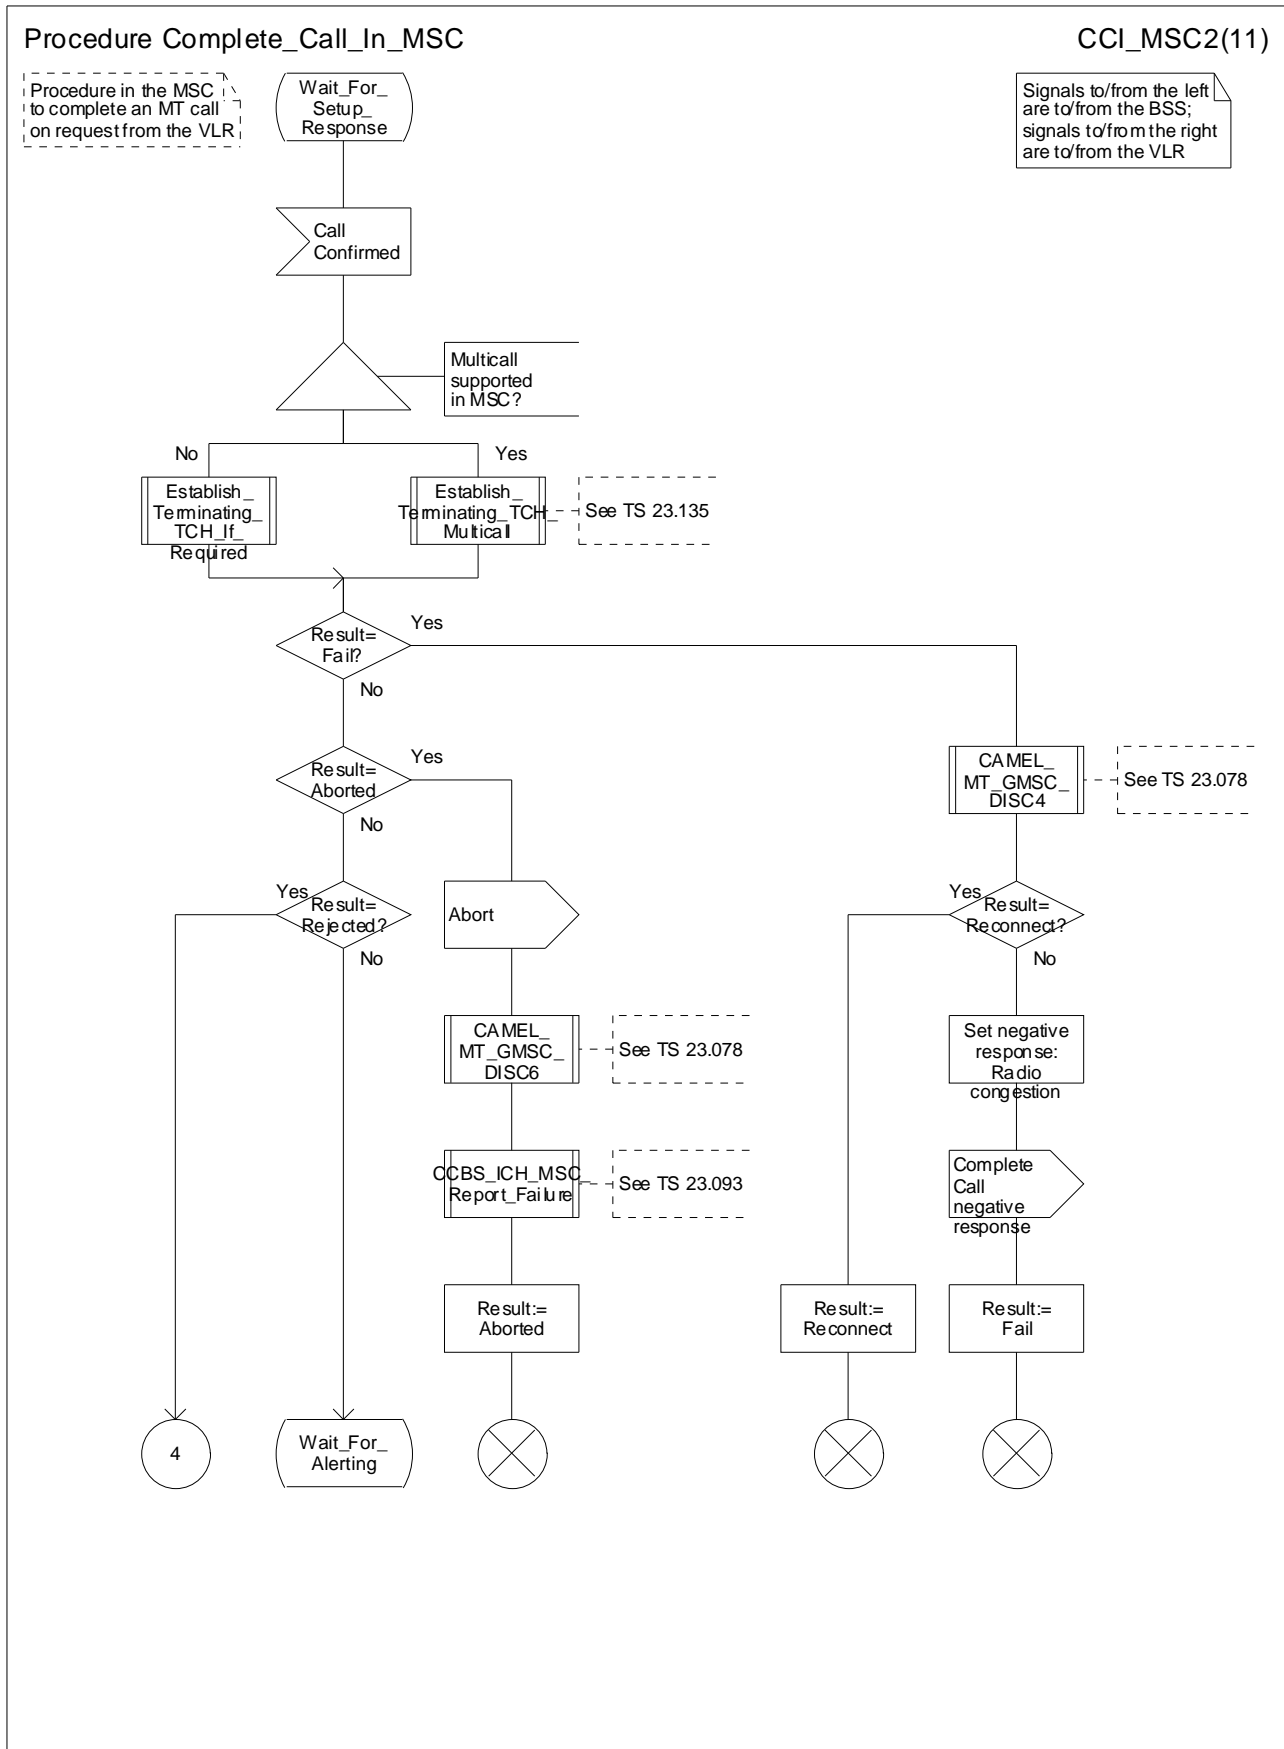 Procedure Complete_Call_In_MSC
CCI_MSC2(11)
Procedure in the MSC
to complete an MT call
on request from the VLR
Wait_For_
Setup_
Response
Signals to/from the left
are to/from the BSS;
signals to/from the right
are to/from the VLR
Call
Confirmed
Multicall
supported
in MSC?
No
Yes
Establish_
Terminating_
TCH_If_
Required
Establish_
Terminating_TCH_
Multicall
See TS 23.135
Result=
Fail?
Yes
No
Result=
Aborted
Yes
No
CAMEL_
MT_GMSC_
DISC4
See TS 23.078
Yes
Result=
Rejected?
No
Abort
Yes
Result=
Reconnect?
No
CAMEL_
MT_GMSC_
DISC6
See TS 23.078
Set negative
response:
Radio
congestion
CCBS_ICH_MSC_
Report_Failure
See TS 23.093
Complete
Call
negative
response
Result:=
Aborted
Result:=
Reconnect
Result:=
Fail
4
Wait_For_
Alerting